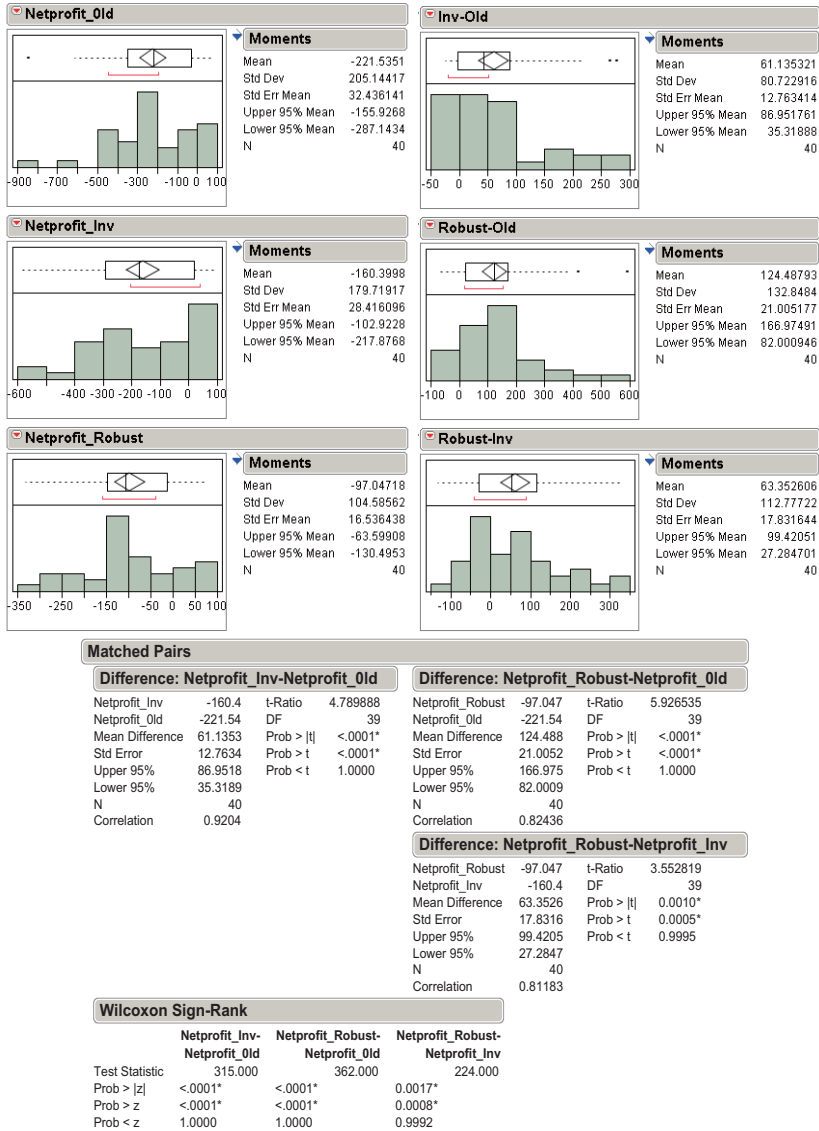 Netprofit_0ld
Moments
Mean -221.5351
Std Dev 205.14417
Std Err Mean 32.436141
Upper 95% Mean -155.9268
Lower 95% Mean -287.1434
N 40
-900 -700 -500 -300 -100 0 100
Inv-Old
Moments
Mean 61.135321
Std Dev 80.722916
Std Err Mean 12.763414
Upper 95% Mean 86.951761
Lower 95% Mean 35.31888
N 40
-50 0 50 100 150 200 250 300
Netprofit_Inv
Moments
Mean -160.3998
Std Dev 179.71917
Std Err Mean 28.416096
Upper 95% Mean -102.9228
Lower 95% Mean -217.8768
N 40
-600 -400 -300 -200 -100 0 100
Robust-Old
Moments
Mean 124.48793
Std Dev 132.8484
Std Err Mean 21.005177
Upper 95% Mean 166.97491
Lower 95% Mean 82.000946
N 40
-100 0 100 200 300 400 500 600
Netprofit_Robust
Moments
Mean -97.04718
Std Dev 104.58562
Std Err Mean 16.536438
Upper 95% Mean -63.59908
Lower 95% Mean -130.4953
N 40
-350 -250 -150 -50 0 50 100
Robust-Inv
Moments
Mean 63.352606
Std Dev 112.77722
Std Err Mean 17.831644
Upper 95% Mean 99.42051
Lower 95% Mean 27.284701
N 40
-100 0 100 200 300
Matched Pairs
Difference: Netprofit_Inv-Netprofit_0ld
Netprofit_Inv -160.4 t-Ratio 4.789888
Netprofit_0ld -221.54 DF 39
Mean Difference 61.1353 Prob > |t| <.0001*
Std Error 12.7634 Prob > t <.0001*
Upper 95% 86.9518 Prob < t 1.0000
Lower 95% 35.3189
N 40
Correlation 0.9204
Difference: Netprofit_Robust-Netprofit_0ld
Netprofit_Robust -97.047 t-Ratio 5.926535
Netprofit_0ld -221.54 DF 39
Mean Difference 124.488 Prob > |t| <.0001*
Std Error 21.0052 Prob > t <.0001*
Upper 95% 166.975 Prob < t 1.0000
Lower 95% 82.0009
N 40
Correlation 0.82436
Difference: Netprofit_Robust-Netprofit_Inv
Netprofit_Robust -97.047 t-Ratio 3.552819
Netprofit_Inv -160.4 DF 39
Mean Difference 63.3526 Prob > |t| 0.0010*
Std Error 17.8316 Prob > t 0.0005*
Upper 95% 99.4205 Prob < t 0.9995
Lower 95% 27.2847
N 40
Correlation 0.81183
Wilcoxon Sign-Rank
Netprofit_Inv- Netprofit_Robust- Netprofit_Robust-
Netprofit_0ld Netprofit_0ld Netprofit_Inv
Test Statistic 315.000 362.000 224.000
Prob > |z| <.0001* <.0001* 0.0017*
Prob > z <.0001* <.0001* 0.0008*
Prob < z 1.0000 1.0000 0.9992